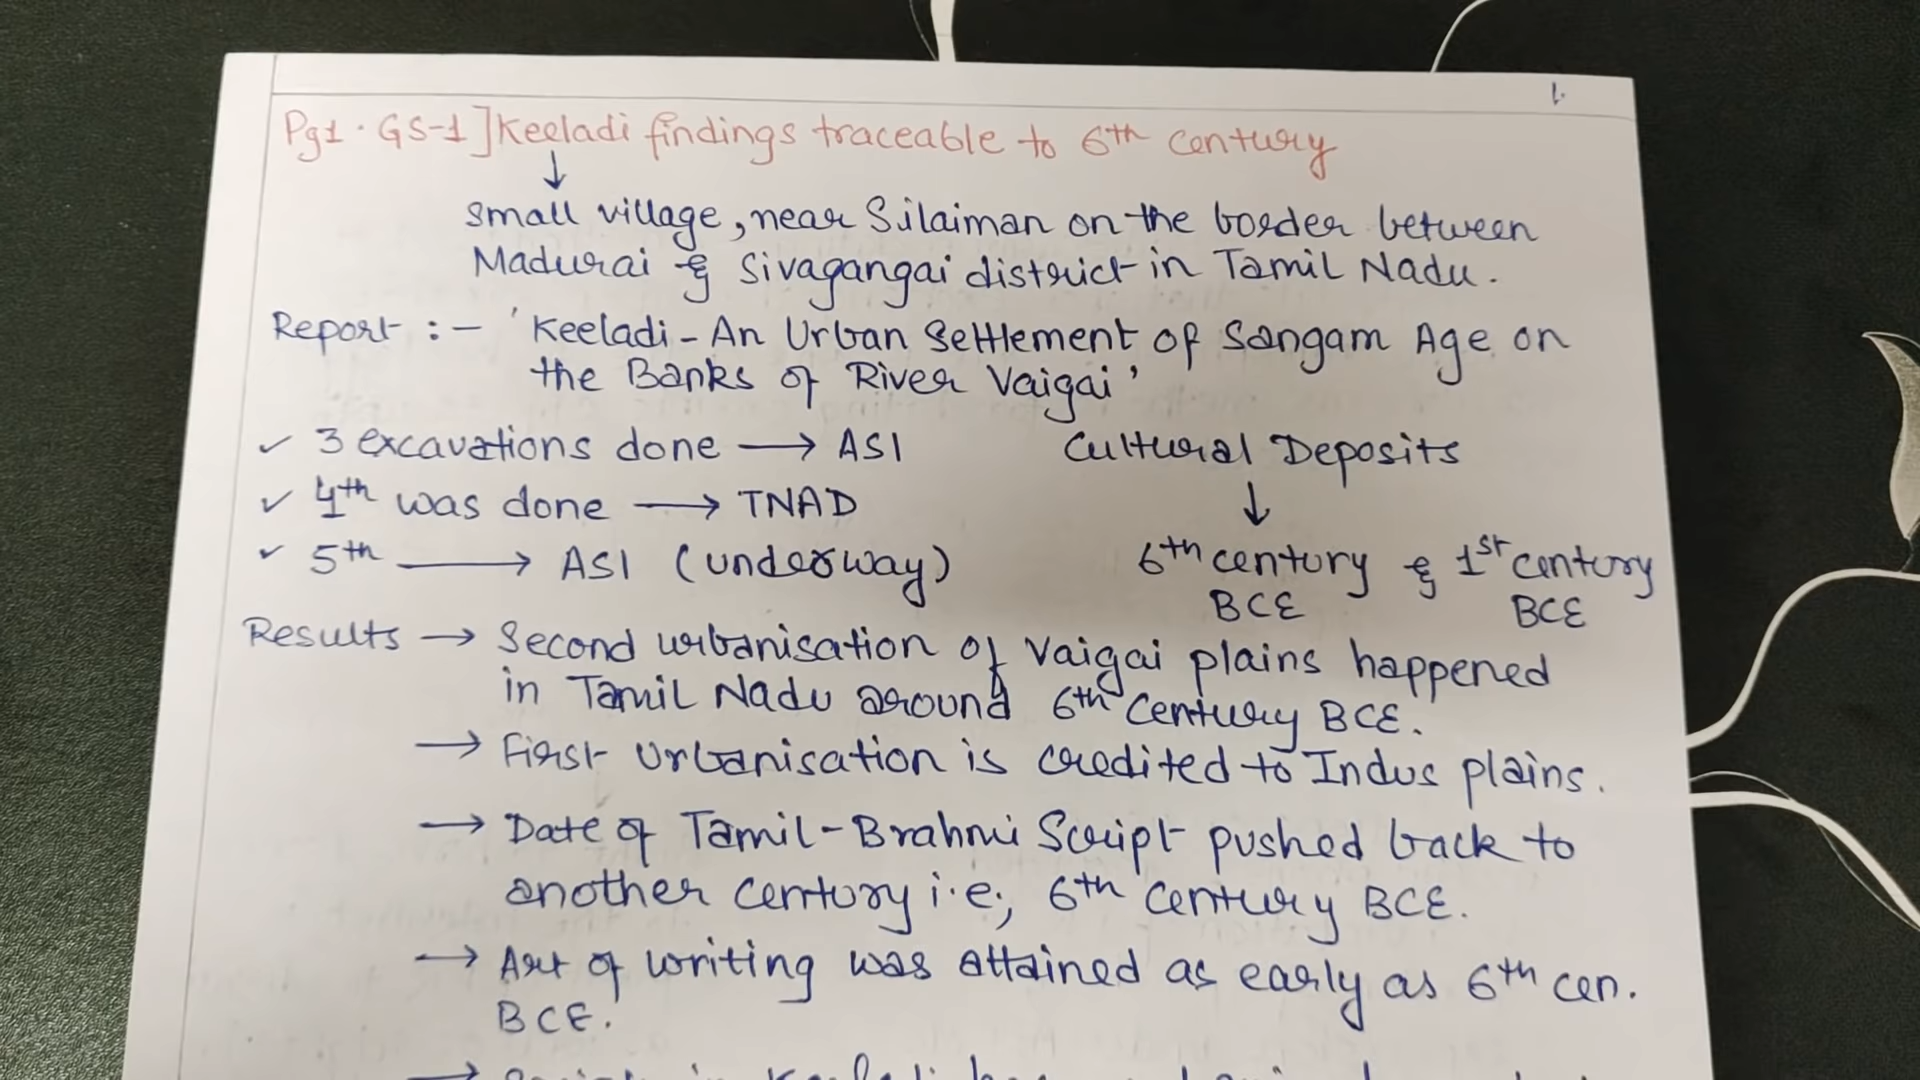 1.
Pg1 · GS-1] Keeladi findings traceable to 6th century
↓
small village, near Silaiman on the border between
Madurai & Sivagangai district in Tamil Nadu.
Report :- 'Keeladi - An Urban Settlement of Sangam Age on
the Banks of River Vaigai'
✓ 3 excavations done → ASI
✓ 4th was done → TNAD
✓ 5th → ASI (underway)
Cultural Deposits
↓
6th century & 1st century
BCE BCE
Results → Second urbanisation of Vaigai plains happened
in Tamil Nadu around 6th Century BCE.
→ First Urbanisation is credited to Indus plains.
→ Date of Tamil-Brahmi Script pushed back to
another century i.e., 6th century BCE.
→ Art of writing was attained as early as 6th cen.
BCE.